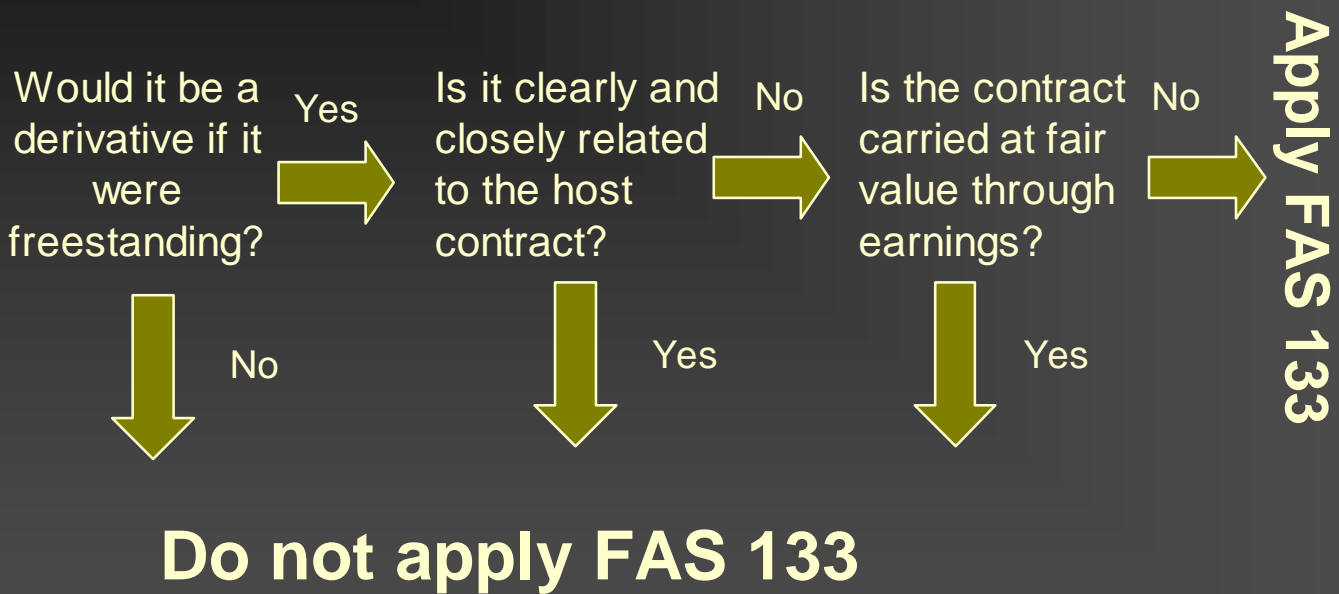 Would it be a
derivative if it
were
freestanding?
Yes
Is it clearly and
closely related
to the host
contract?
No
Is the contract
carried at fair
value through
earnings?
No
Apply FAS 133
No
Yes
Yes
Do not apply FAS 133